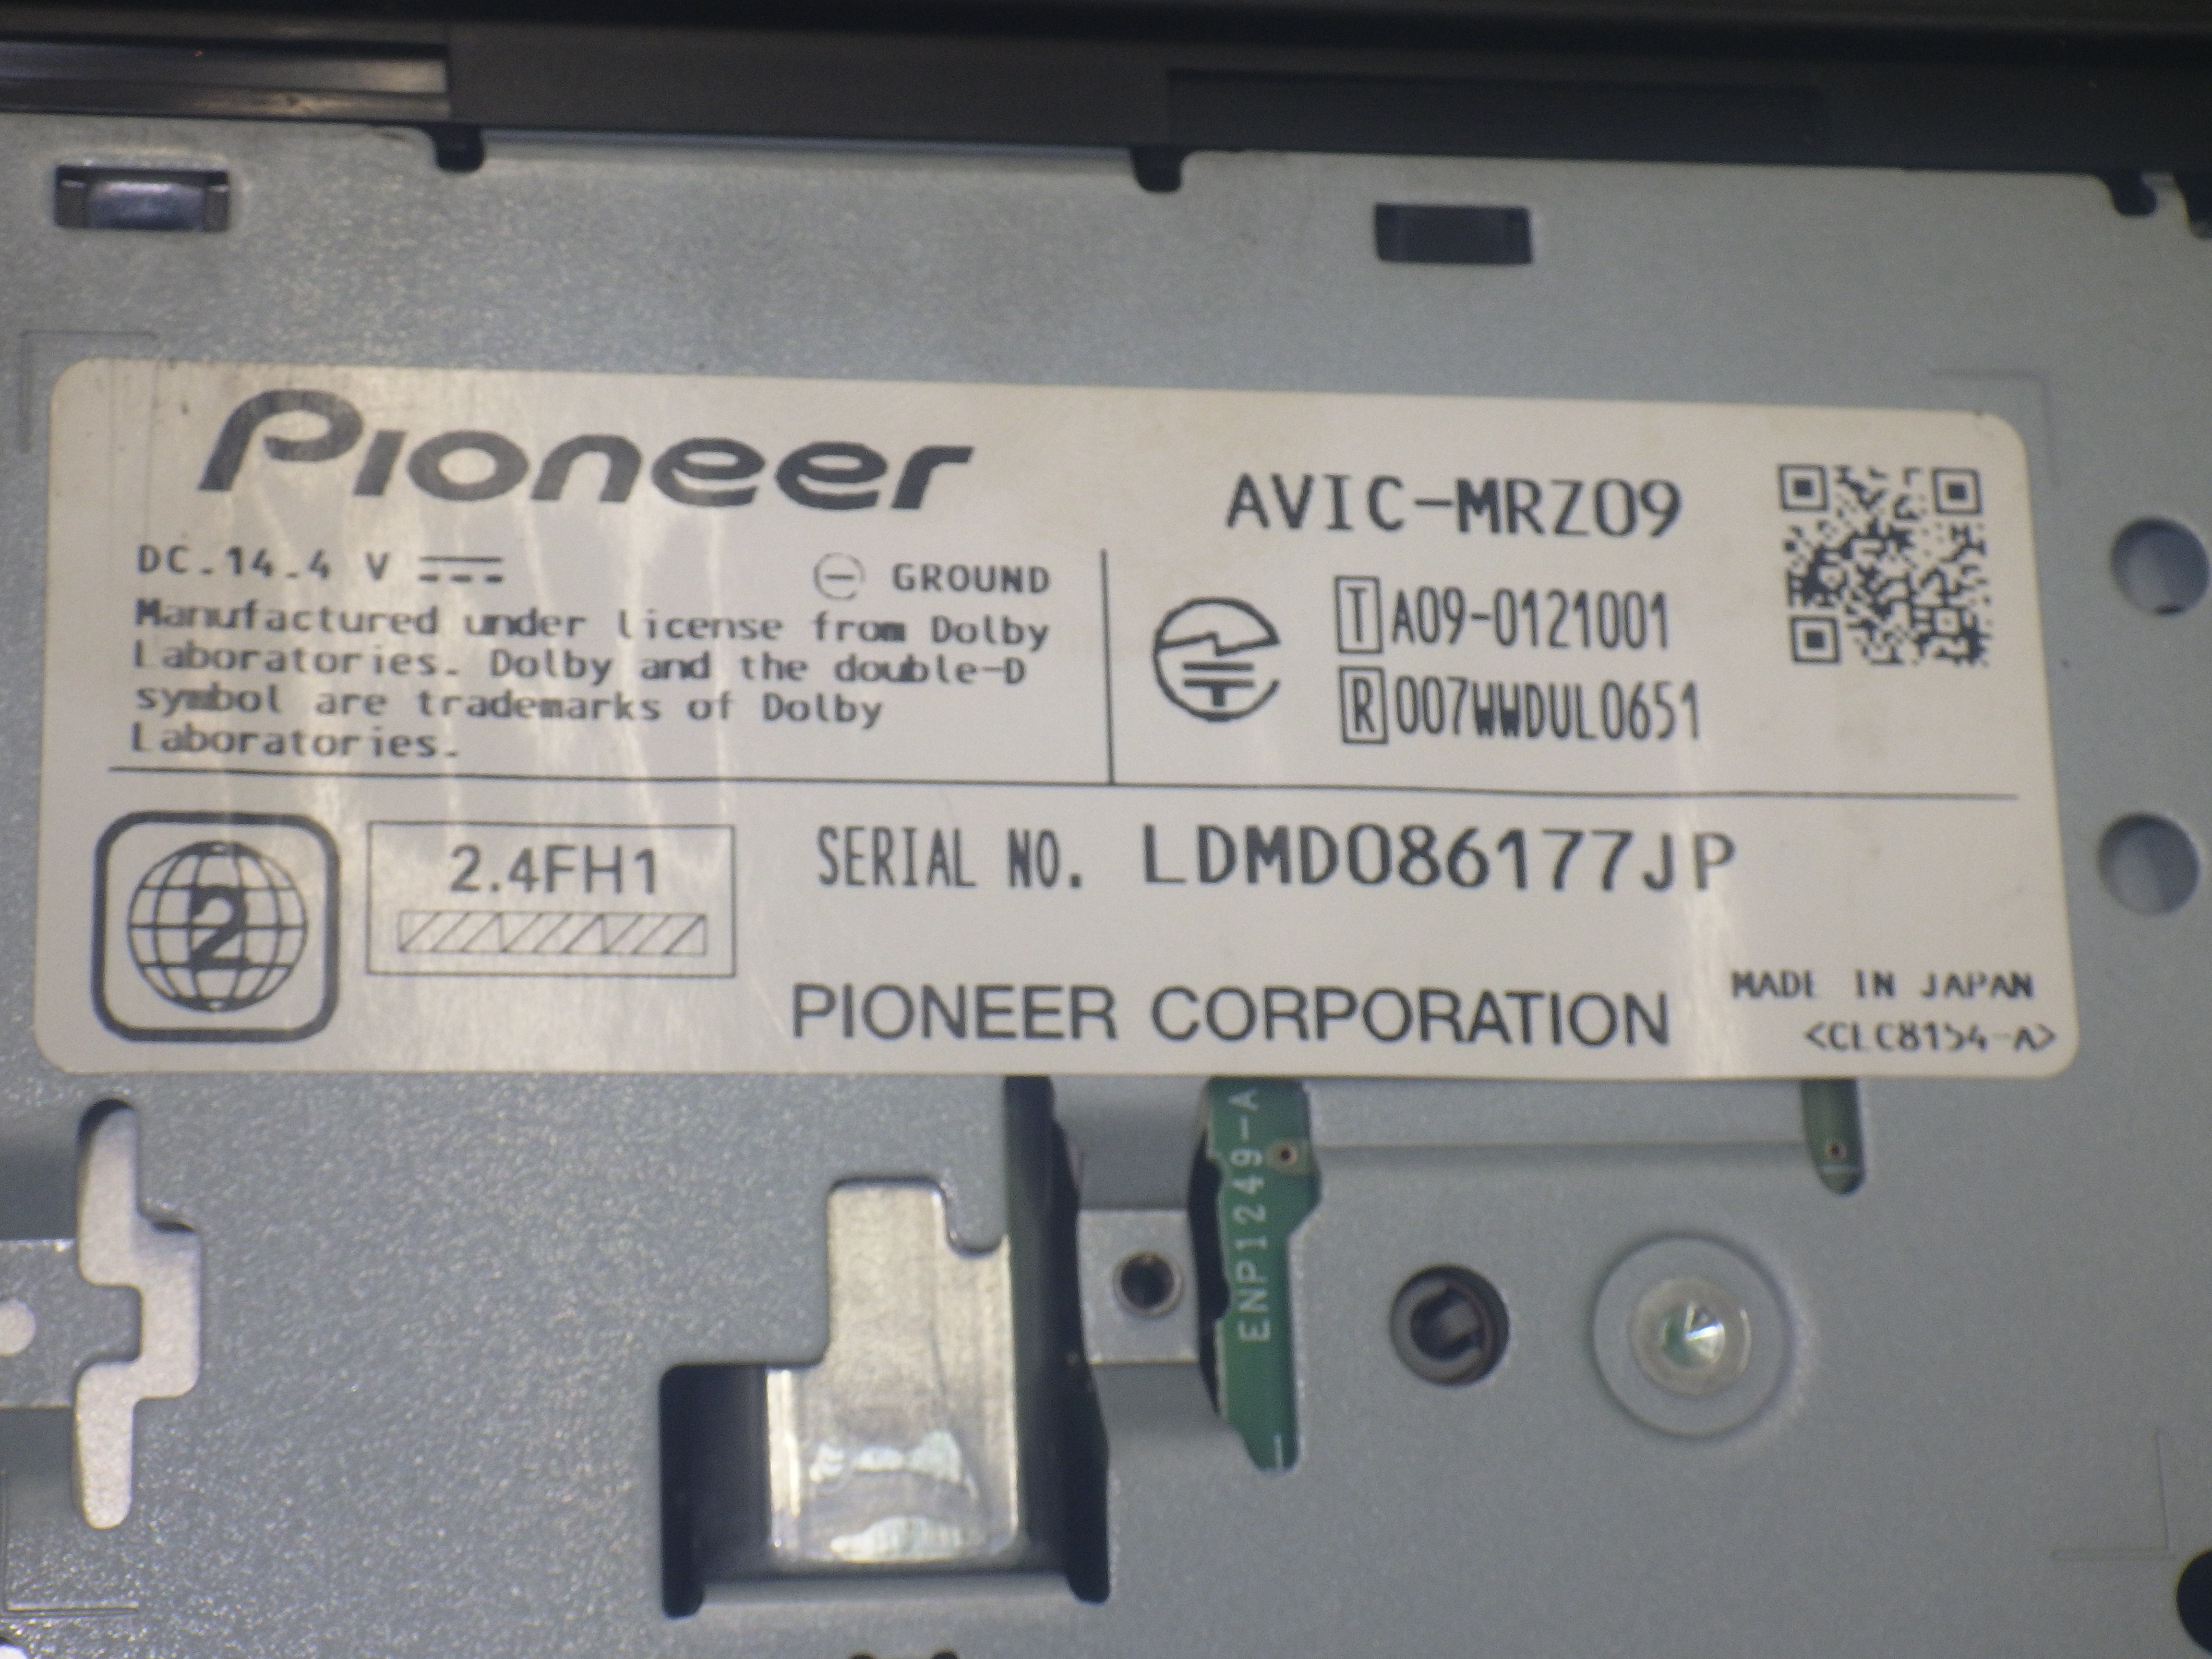 Pioneer
AVIC-MRZ09
DC.14.4 V
GROUND
Manufactured under license from Dolby
Laboratories. Dolby and the double-D
symbol are trademarks of Dolby
Laboratories.
T A09-0121001
R 007WWDUL0651
2
2.4FH1
SERIAL NO. LDMD086177JP
PIONEER CORPORATION
MADE IN JAPAN
<CLC8154-A>
ENP1249-A